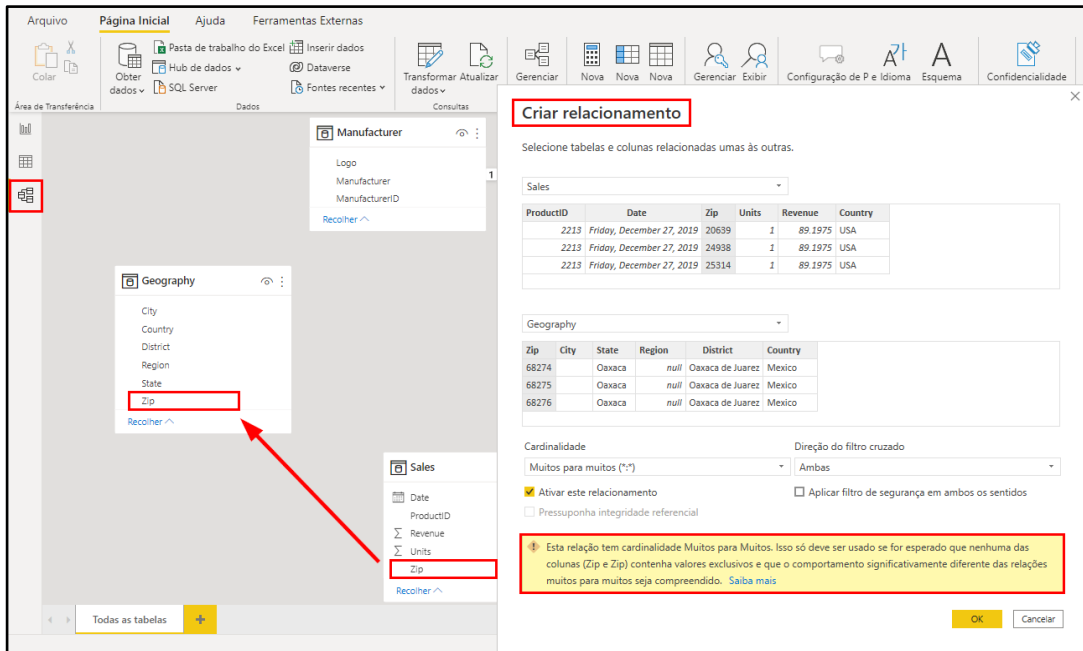 Arquivo Página Inicial Ajuda Ferramentas Externas
Colar
Obter dados
Pasta de trabalho do Excel Inserir dados
Hub de dados Dataverse
SQL Server Fontes recentes
Transformar dados Atualizar
Gerenciar
Nova Nova Nova
Gerenciar Exibir
Configuração de P e Idioma Esquema
Confidencialidade
Área de Transferência Dados Consultas
Manufacturer
Logo
Manufacturer
ManufacturerID
Recolher
1
Geography
City
Country
District
Region
State
Zip
Recolher
Sales
Date
ProductID
Revenue
Units
Zip
Recolher
Todas as tabelas +
Criar relacionamento
Selecione tabelas e colunas relacionadas umas às outras.
Sales
ProductID Date Zip Units Revenue Country
2213 Friday, December 27, 2019 20639 1 89.1975 USA
2213 Friday, December 27, 2019 24938 1 89.1975 USA
2213 Friday, December 27, 2019 25314 1 89.1975 USA
Geography
Zip City State Region District Country
68274 Oaxaca null Oaxaca de Juarez Mexico
68275 Oaxaca null Oaxaca de Juarez Mexico
68276 Oaxaca null Oaxaca de Juarez Mexico
Cardinalidade Direção do filtro cruzado
Muitos para muitos (*:*) Ambas
Ativar este relacionamento Aplicar filtro de segurança em ambos os sentidos
Pressuponha integridade referencial
Esta relação tem cardinalidade Muitos para Muitos. Isso só deve ser usado se for esperado que nenhuma das
colunas (Zip e Zip) contenha valores exclusivos e que o comportamento significativamente diferente das relações
muitos para muitos seja compreendido. Saiba mais
OK Cancelar